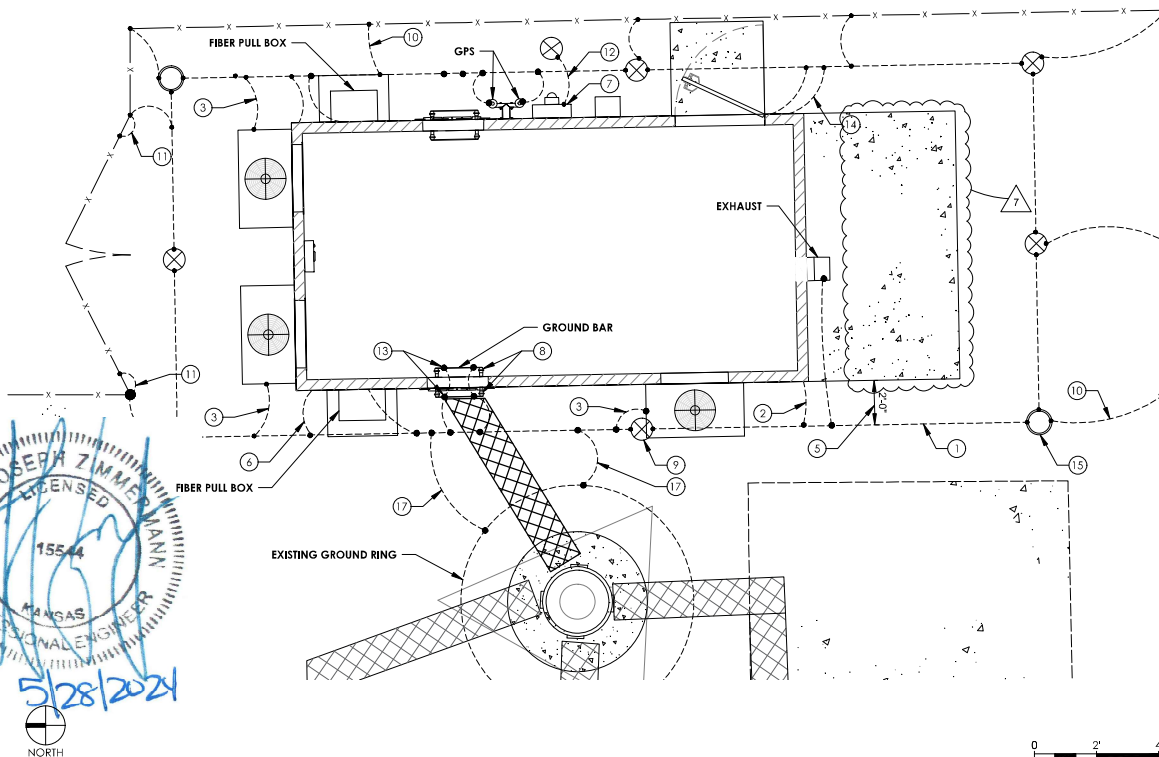 10
FIBER PULL BOX
GPS
12
7
3
14
11
7
EXHAUST
GROUND BAR
13
8
11
3
10
3
2
2'-0"
6
9
5
1
15
FIBER PULL BOX
17
17
EXISTING GROUND RING
JOSEPH ZIMMERMANN
LICENSED
15544
KANSAS
ENGINEER
5/28/2024
NORTH
0 2'